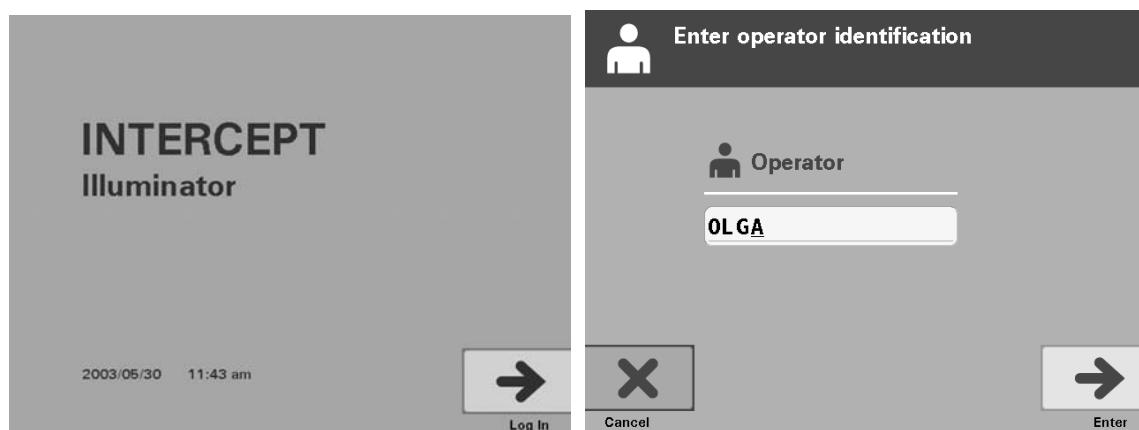 INTERCEPT
Illuminator
2003/05/30 11:43 am
Log In
Enter operator identification
Operator
OLGA
Cancel
Enter